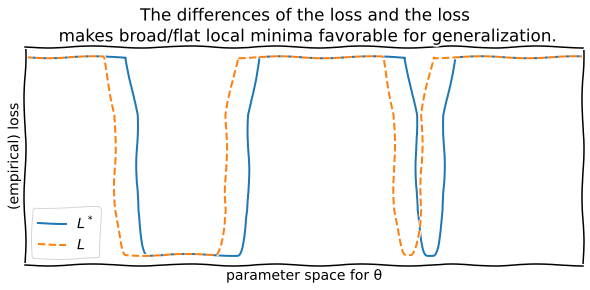 The differences of the loss and the loss
makes broad/flat local minima favorable for generalization.
(empirical) loss
L*
L
parameter space for θ